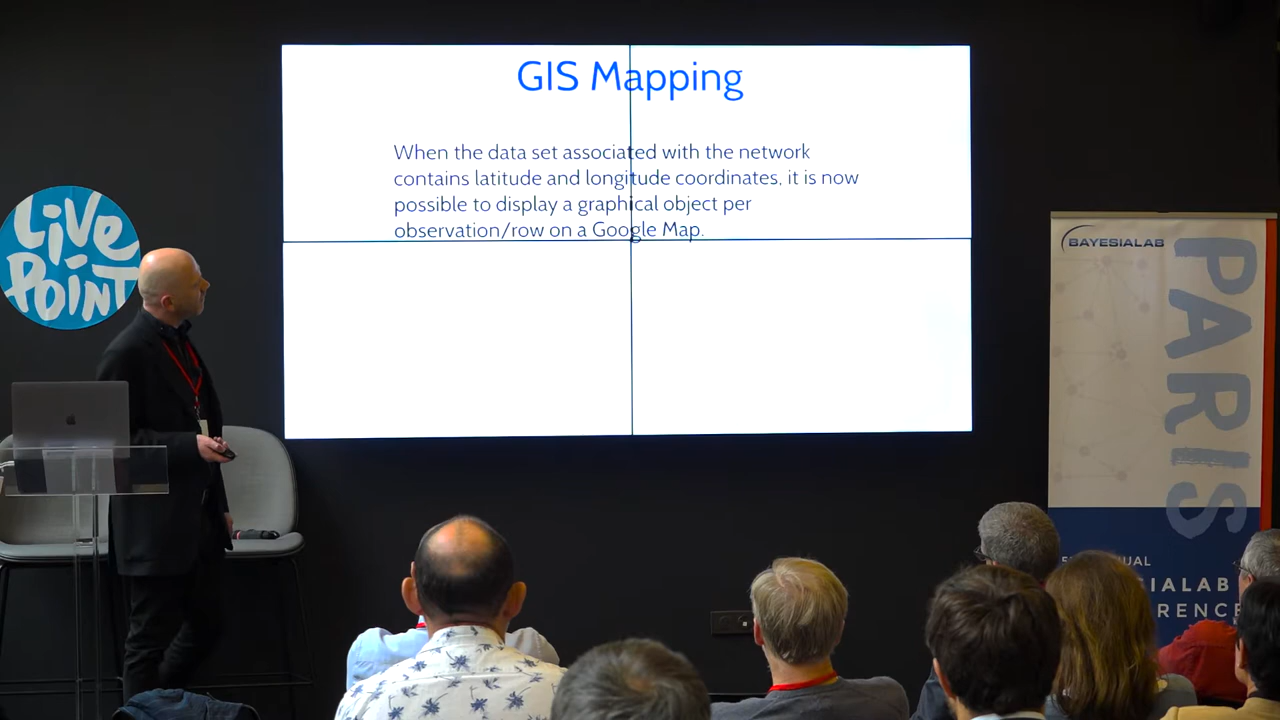 GIS Mapping
When the data set associated with the network
contains latitude and longitude coordinates, it is now
possible to display a graphical object per
observation/row on a Google Map.
LiVE
POiNT
BAYESIALAB
PARIS